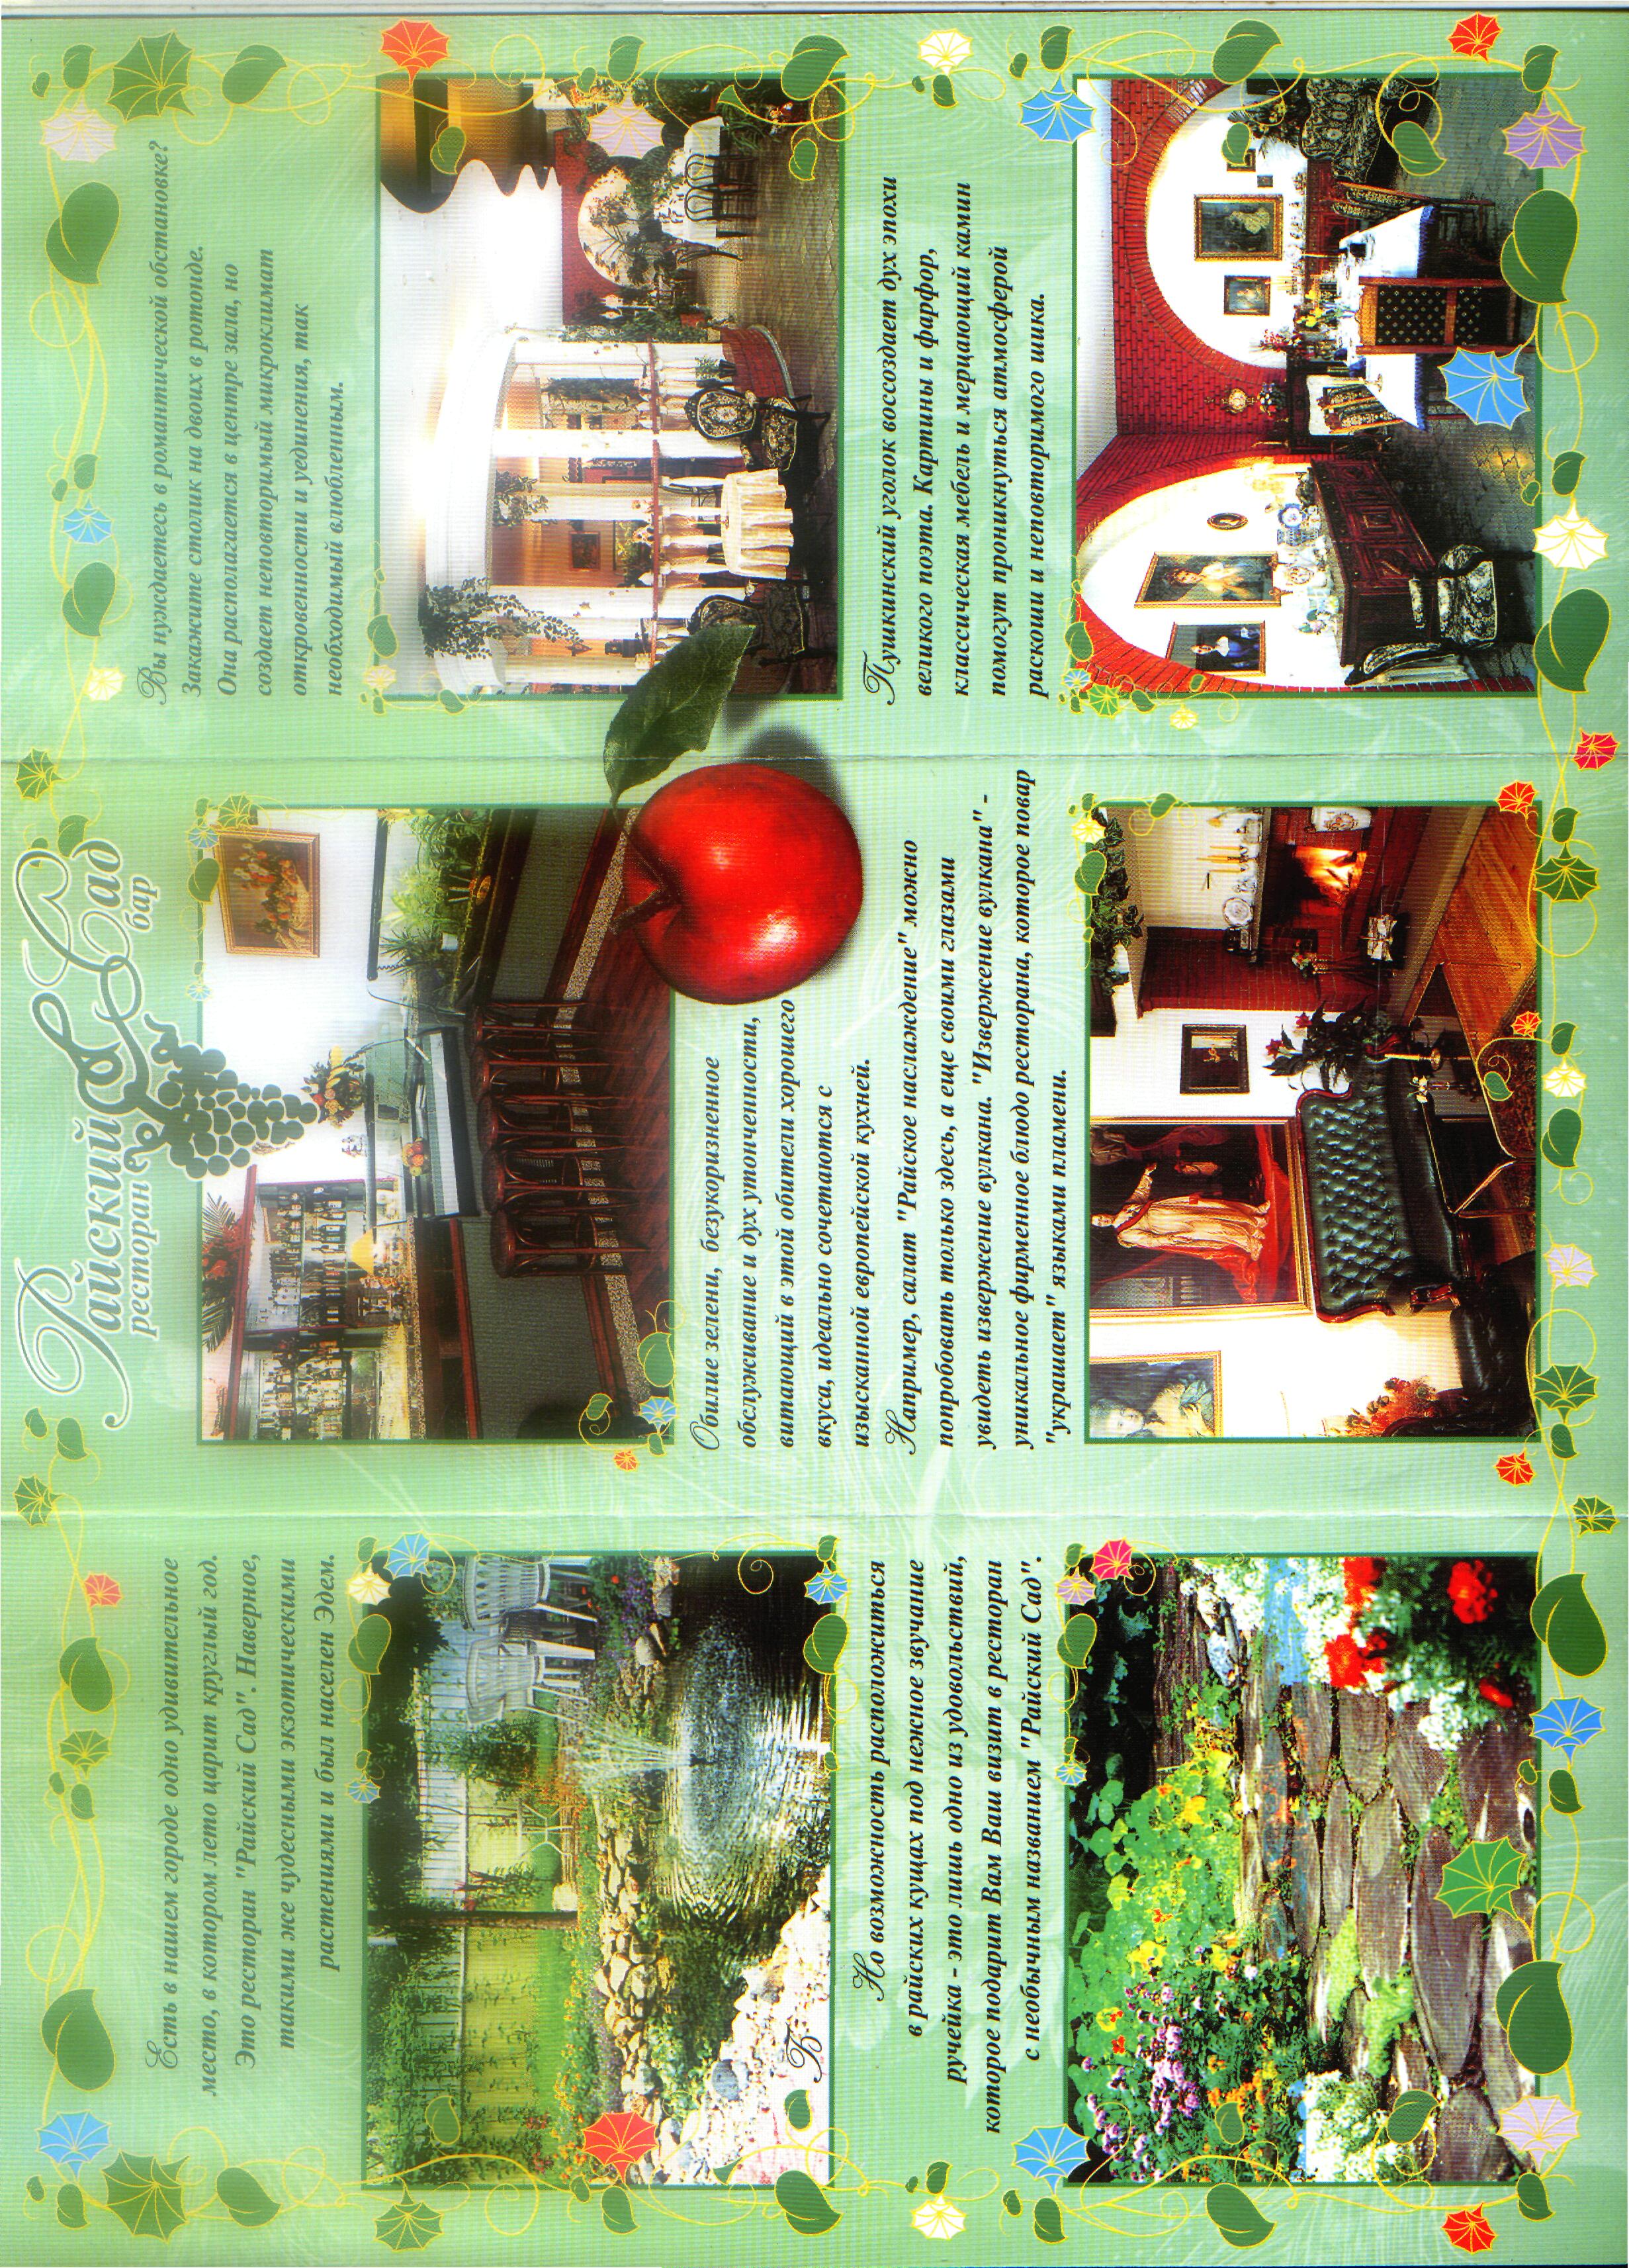 Райский Сад
ресторан бар
Есть в нашем городе одно удивительное
место, в котором лето царит круглый год.
Это ресторан "Райский Сад". Наверное,
такими же чудесными экзотическими
растениями и был населен Эдем.
Б
Но возможность расположиться
в райских кущах под нежное звучание
ручейка - это лишь одно из удовольствий,
которое подарит Вам Ваш визит в ресторан
с необычным названием "Райский Сад".
Обилие зелени, безукоризненное
обслуживание и дух утонченности,
витающий в этой обители хорошего
вкуса, идеально сочетаются с
изысканной европейской кухней.
Например, салат "Райское наслаждение" можно
попробовать только здесь, а еще своими глазами
увидеть извержение вулкана. "Извержение вулкана" -
уникальное фирменное блюдо ресторана, которое повар
"украшает" языками пламени.
Вы нуждаетесь в романтической обстановке?
Закажите столик на двоих в ротонде.
Она располагается в центре зала, но
создает неповторимый микроклимат
откровенности и уединения, так
необходимый влюбленным.
Пушкинский уголок воссоздает дух эпохи
великого поэта. Картины и фарфор,
классическая мебель и мерцающий камин
помогут проникнуться атмосферой
роскоши и неповторимого шика.